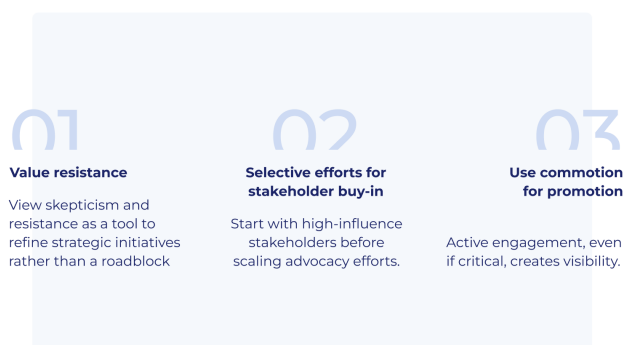 01
Value resistance
View skepticism and
resistance as a tool to
refine strategic initiatives
rather than a roadblock
02
Selective efforts for
stakeholder buy-in
Start with high-influence
stakeholders before
scaling advocacy efforts.
03
Use commotion
for promotion
Active engagement, even
if critical, creates visibility.